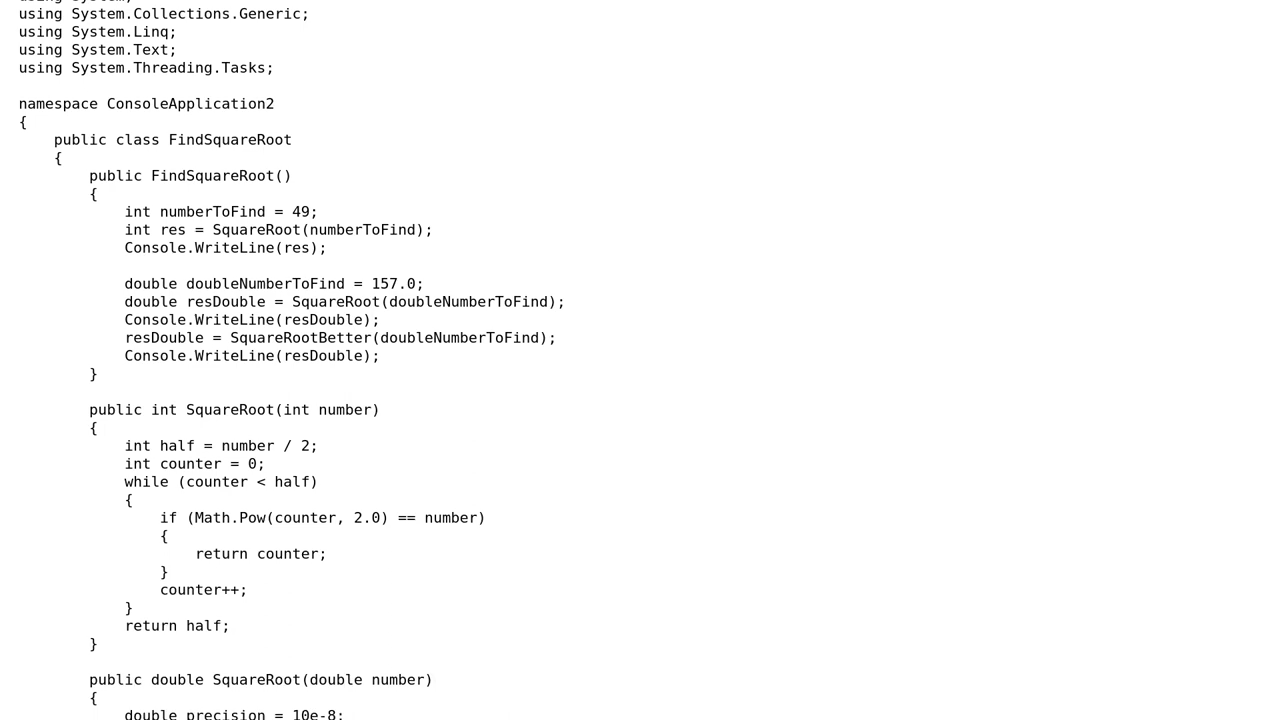 using System;
using System.Collections.Generic;
using System.Linq;
using System.Text;
using System.Threading.Tasks;

namespace ConsoleApplication2
{
    public class FindSquareRoot
    {
        public FindSquareRoot()
        {
            int numberToFind = 49;
            int res = SquareRoot(numberToFind);
            Console.WriteLine(res);

            double doubleNumberToFind = 157.0;
            double resDouble = SquareRoot(doubleNumberToFind);
            Console.WriteLine(resDouble);
            resDouble = SquareRootBetter(doubleNumberToFind);
            Console.WriteLine(resDouble);
        }

        public int SquareRoot(int number)
        {
            int half = number / 2;
            int counter = 0;
            while (counter < half)
            {
                if (Math.Pow(counter, 2.0) == number)
                {
                    return counter;
                }
                counter++;
            }
            return half;
        }

        public double SquareRoot(double number)
        {
            double precision = 10e-8;